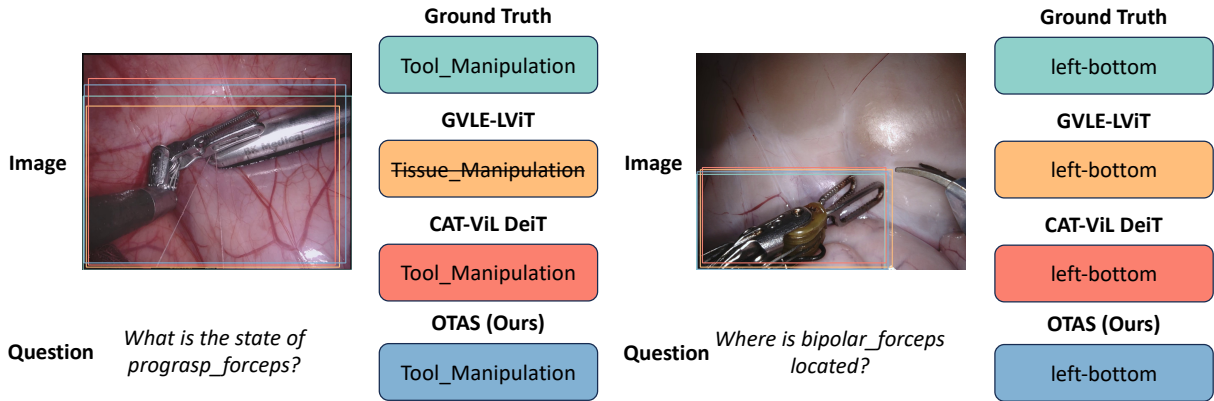 Ground Truth
Tool_Manipulation
GVLE-LViT
Tissue_Manipulation
CAT-ViL DeiT
Tool_Manipulation
OTAS (Ours)
Tool_Manipulation
Image
Question
What is the state of
prograsp_forceps?
Ground Truth
left-bottom
GVLE-LViT
left-bottom
CAT-ViL DeiT
left-bottom
OTAS (Ours)
left-bottom
Image
Question
Where is bipolar_forceps
located?